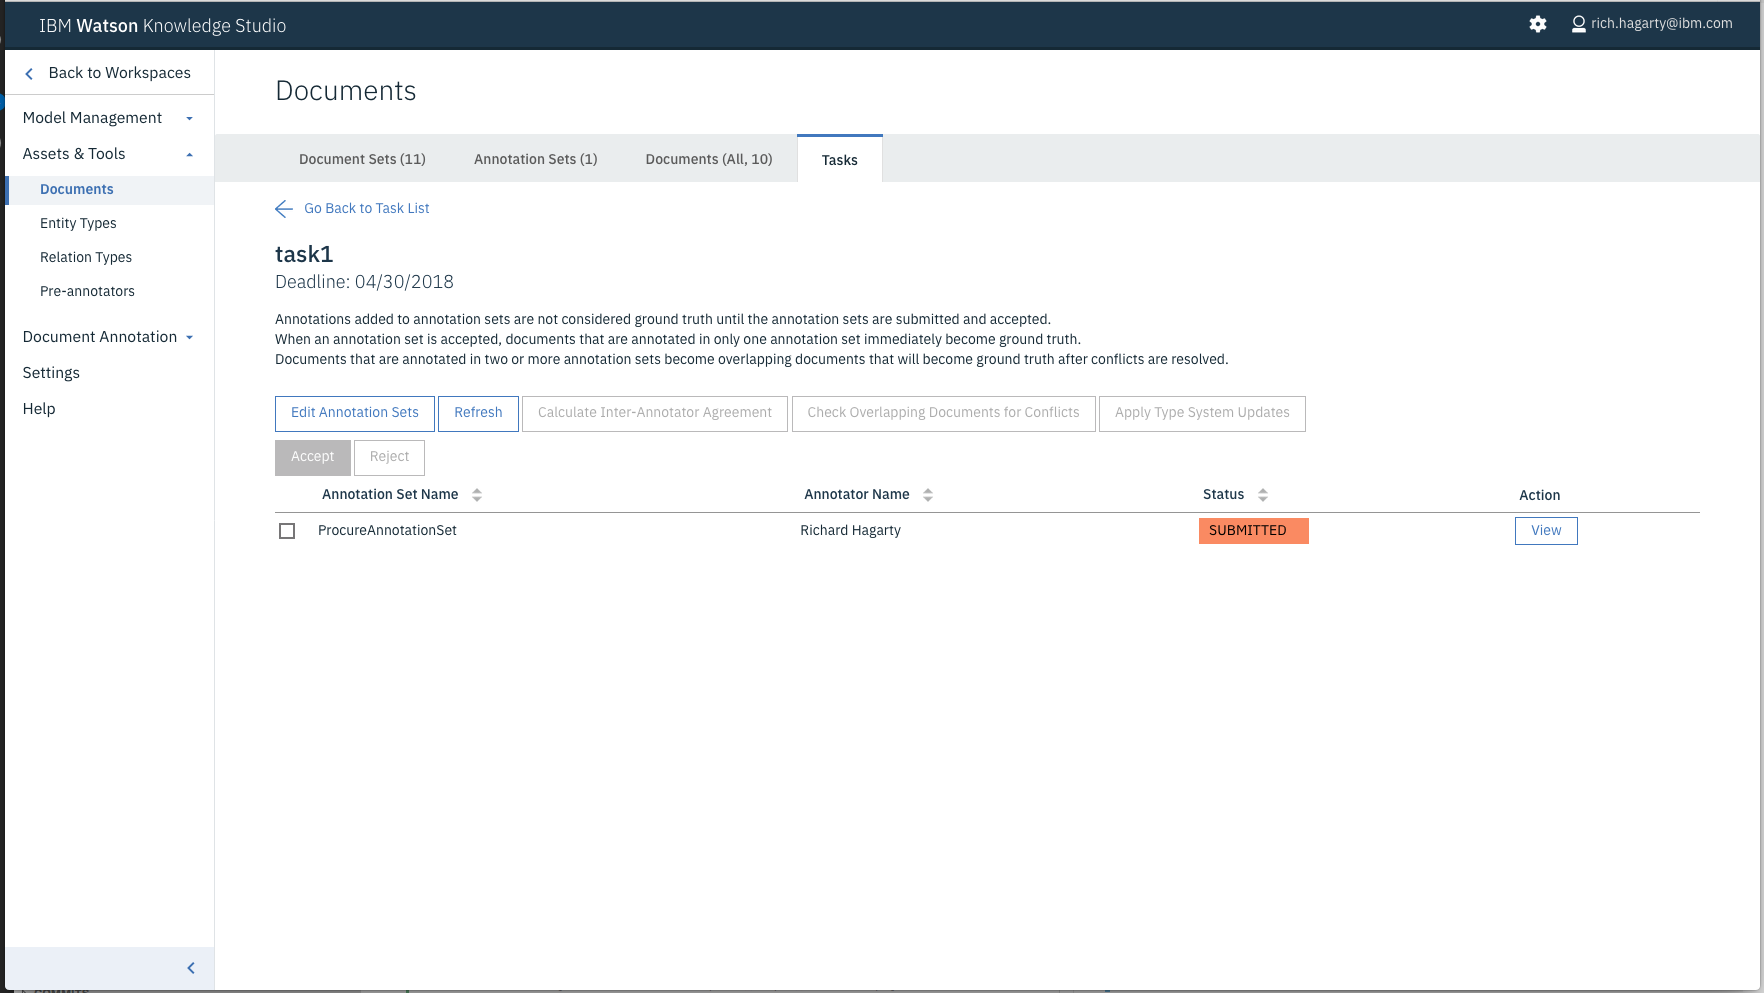 IBM Watson Knowledge Studio
rich.hagarty@ibm.com
Back to Workspaces
Model Management
Assets & Tools
Documents
Entity Types
Relation Types
Pre-annotators
Document Annotation
Settings
Help
Documents
Document Sets (11) Annotation Sets (1) Documents (All, 10) Tasks
Go Back to Task List
task1
Deadline: 04/30/2018
Annotations added to annotation sets are not considered ground truth until the annotation sets are submitted and accepted.
When an annotation set is accepted, documents that are annotated in only one annotation set immediately become ground truth.
Documents that are annotated in two or more annotation sets become overlapping documents that will become ground truth after conflicts are resolved.
Edit Annotation Sets Refresh Calculate Inter-Annotator Agreement Check Overlapping Documents for Conflicts Apply Type System Updates
Accept Reject
Annotation Set Name Annotator Name Status Action
ProcureAnnotationSet Richard Hagarty SUBMITTED View